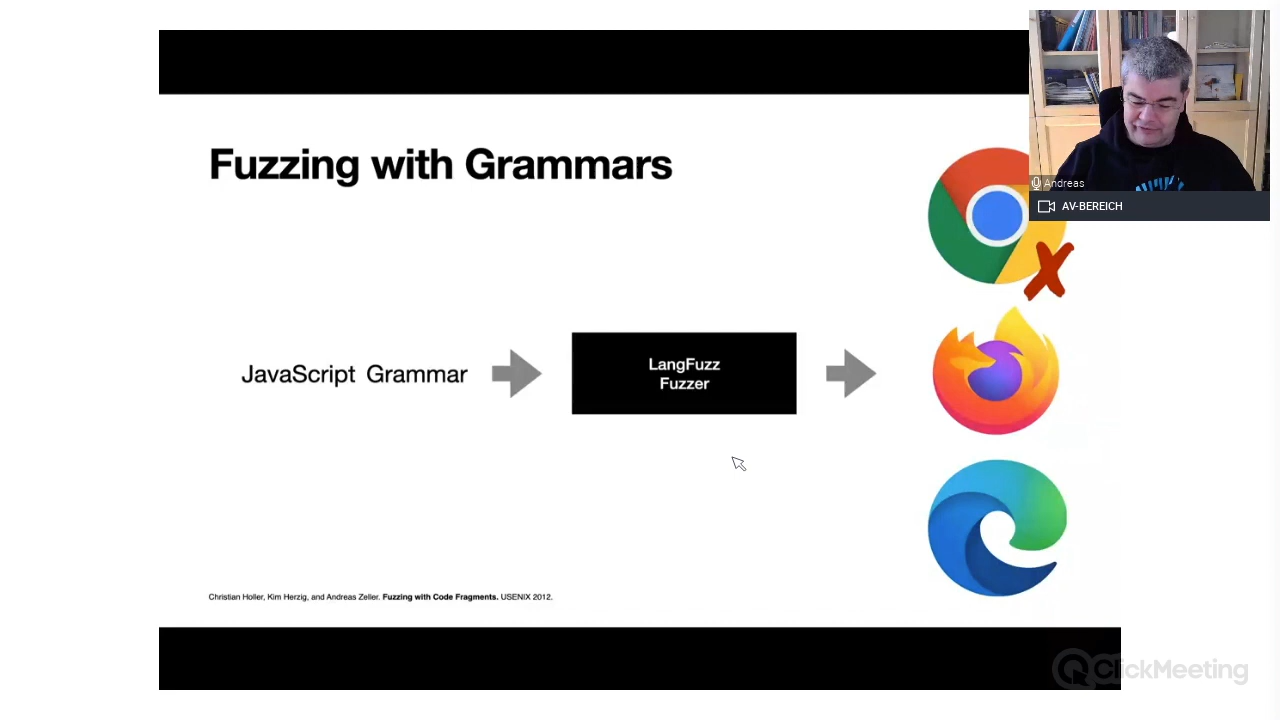 Fuzzing with Grammars
Andreas
AV-BEREICH
JavaScript Grammar
LangFuzz
Fuzzer
Christian Holler, Kim Herzig, and Andreas Zeller. Fuzzing with Code Fragments. USENIX 2012.
ClickMeeting